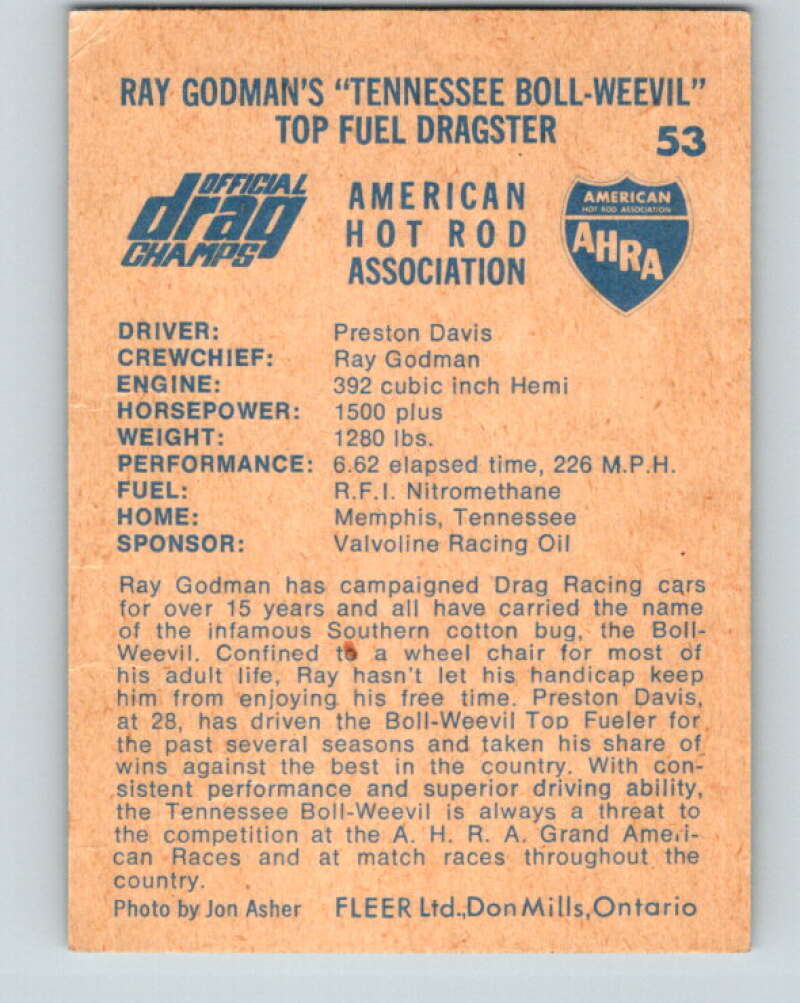 RAY GODMAN'S "TENNESSEE BOLL-WEEVIL"
TOP FUEL DRAGSTER
53
OFFICIAL
drag
CHAMPS
AMERICAN
HOT ROD
ASSOCIATION
AMERICAN
HOT ROD ASSOCIATION
AHRA
DRIVER: Preston Davis
CREWCHIEF: Ray Godman
ENGINE: 392 cubic inch Hemi
HORSEPOWER: 1500 plus
WEIGHT: 1280 lbs.
PERFORMANCE: 6.62 elapsed time, 226 M.P.H.
FUEL: R.F.I. Nitromethane
HOME: Memphis, Tennessee
SPONSOR: Valvoline Racing Oil
Ray Godman has campaigned Drag Racing cars
for over 15 years and all have carried the name
of the infamous Southern cotton bug, the Boll-
Weevil. Confined to a wheel chair for most of
his adult life, Ray hasn't let his handicap keep
him from enjoying his free time. Preston Davis,
at 28, has driven the Boll-Weevil Top Fueler for
the past several seasons and taken his share of
wins against the best in the country. With con-
sistent performance and superior driving ability,
the Tennessee Boll-Weevil is always a threat to
the competition at the A. H. R. A. Grand Ameri-
can Races and at match races throughout the
country.
Photo by Jon Asher FLEER Ltd.,Don Mills,Ontario